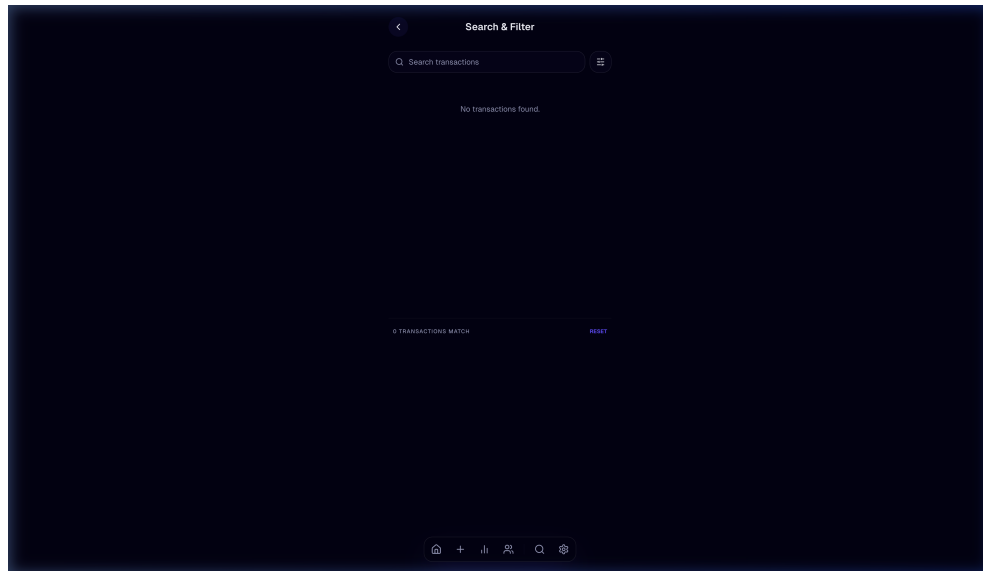 Search & Filter
Search transactions
No transactions found.
0 TRANSACTIONS MATCH
RESET